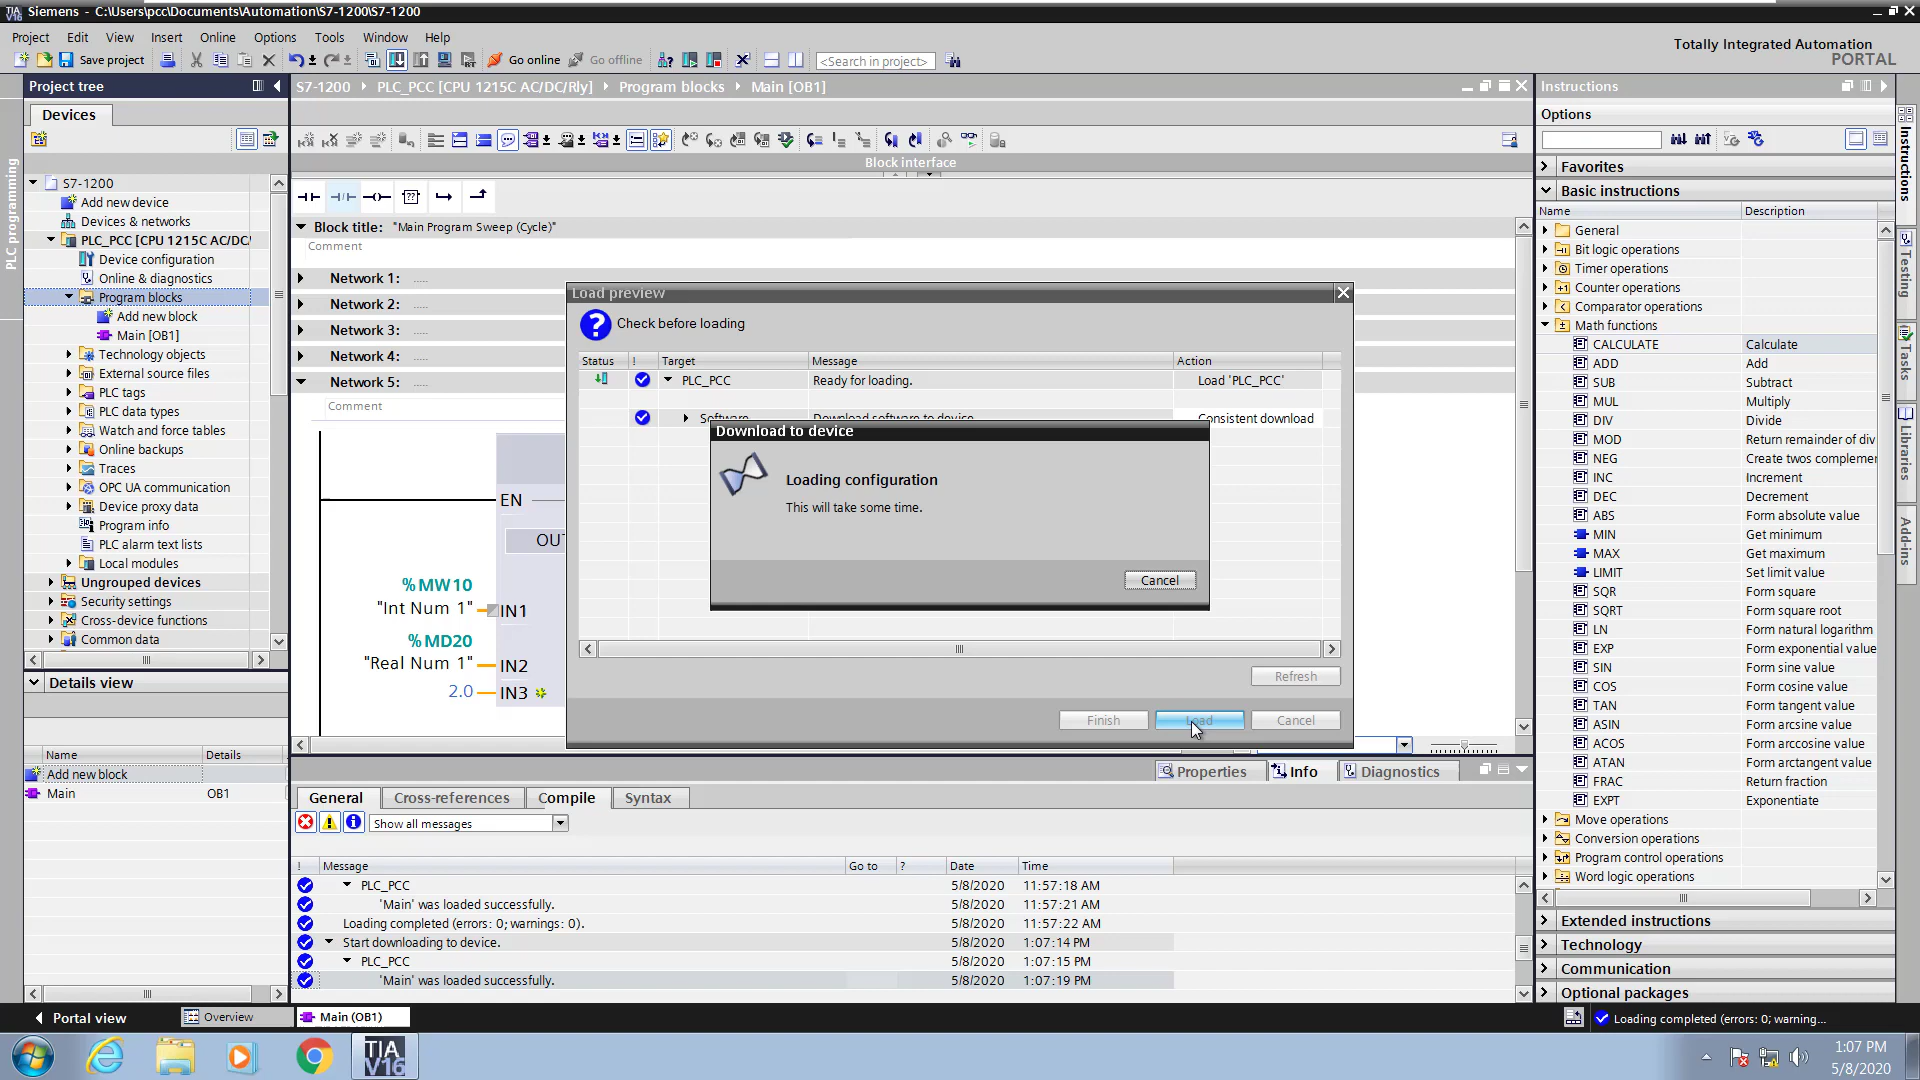 Siemens - C:\Users\pcc\Documents\Automation\S7-1200\S7-1200
Project Edit View Insert Online Options Tools Window Help
Totally Integrated Automation
PORTAL
Save project
Go online
Go offline
<Search in project>
Project tree
S7-1200 PLC_PCC [CPU 1215C AC/DC/Rly] Program blocks Main [OB1]
Instructions
Devices
Options
PLC programming
Block interface
Favorites
Basic instructions
Name Description
S7-1200
Add new device
Devices & networks
PLC_PCC [CPU 1215C AC/DC/
Device configuration
Online & diagnostics
Program blocks
Add new block
Main [OB1]
Technology objects
External source files
PLC tags
PLC data types
Watch and force tables
Online backups
Traces
OPC UA communication
Device proxy data
Program info
PLC alarm text lists
Local modules
Ungrouped devices
Security settings
Cross-device functions
Common data
Block title: "Main Program Sweep (Cycle)"
Comment
Network 1: .....
Network 2: .....
Network 3: .....
Network 4: .....
Network 5: .....
Comment
EN
OUT
%MW10
"Int Num 1" IN1
%MD20
"Real Num 1" IN2
2.0 IN3
Load preview
Check before loading
Status ! Target Message Action
PLC_PCC Ready for loading. Load 'PLC_PCC'
Software Download software to device Consistent download
Download to device
Loading configuration
This will take some time.
Cancel
Refresh
Finish Load Cancel
General
Bit logic operations
Timer operations
Counter operations
Comparator operations
Math functions
CALCULATE Calculate
ADD Add
SUB Subtract
MUL Multiply
DIV Divide
MOD Return remainder of div
NEG Create twos complemen
INC Increment
DEC Decrement
ABS Form absolute value
MIN Get minimum
MAX Get maximum
LIMIT Set limit value
SQR Form square
SQRT Form square root
LN Form natural logarithm
EXP Form exponential value
SIN Form sine value
COS Form cosine value
TAN Form tangent value
ASIN Form arcsine value
ACOS Form arccosine value
ATAN Form arctangent value
FRAC Return fraction
EXPT Exponentiate
Move operations
Conversion operations
Program control operations
Word logic operations
Extended instructions
Technology
Communication
Optional packages
Instructions
Testing
Tasks
Libraries
Add-ins
Details view
Name Details
Add new block
Main OB1
Properties Info Diagnostics
General Cross-references Compile Syntax
Show all messages
! Message Go to ? Date Time
PLC_PCC 5/8/2020 11:57:18 AM
'Main' was loaded successfully. 5/8/2020 11:57:21 AM
Loading completed (errors: 0; warnings: 0). 5/8/2020 11:57:22 AM
Start downloading to device. 5/8/2020 1:07:14 PM
PLC_PCC 5/8/2020 1:07:15 PM
'Main' was loaded successfully. 5/8/2020 1:07:19 PM
Portal view Overview Main (OB1)
Loading completed (errors: 0; warning...
TIA
V16
1:07 PM
5/8/2020